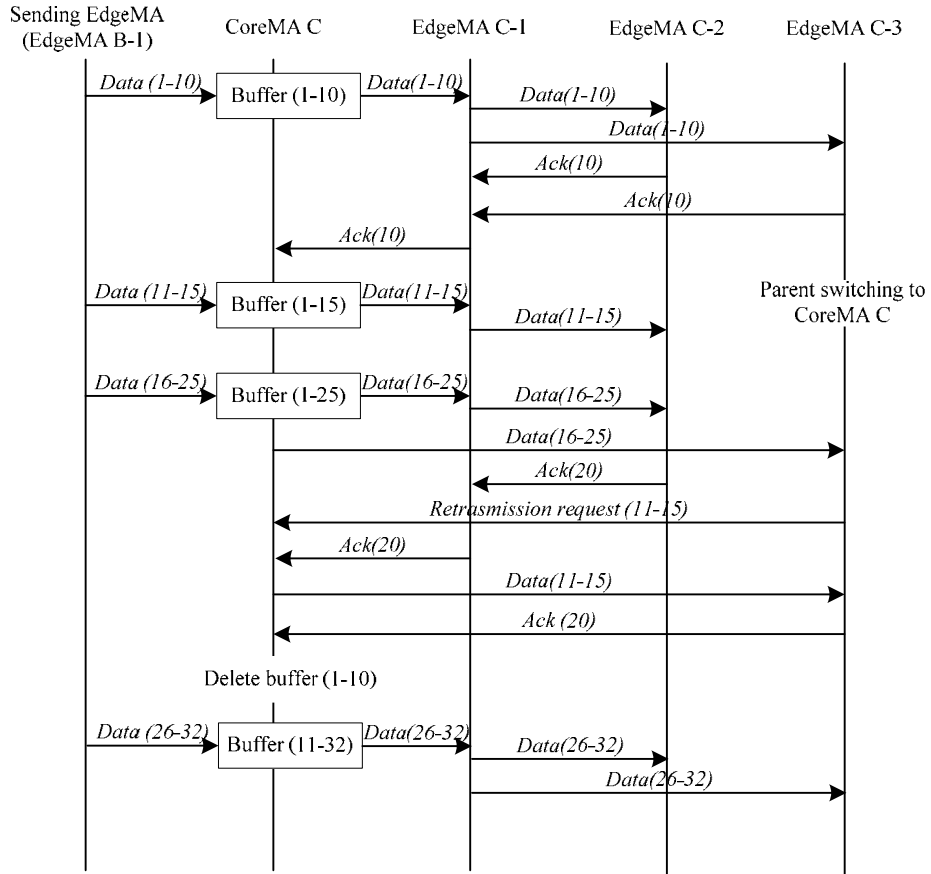 Sending EdgeMA
(EdgeMA B-1)
CoreMA C
EdgeMA C-1
EdgeMA C-2
EdgeMA C-3
Data (1-10)
Buffer (1-10)
Data(1-10)
Data(1-10)
Data(1-10)
Ack(10)
Ack(10)
Ack(10)
Data (11-15)
Buffer (1-15)
Data(11-15)
Parent switching to
CoreMA C
Data(11-15)
Data (16-25)
Buffer (1-25)
Data(16-25)
Data(16-25)
Data(16-25)
Ack(20)
Retrasmission request (11-15)
Ack(20)
Data(11-15)
Ack (20)
Delete buffer (1-10)
Data (26-32)
Buffer (11-32)
Data(26-32)
Data(26-32)
Data(26-32)